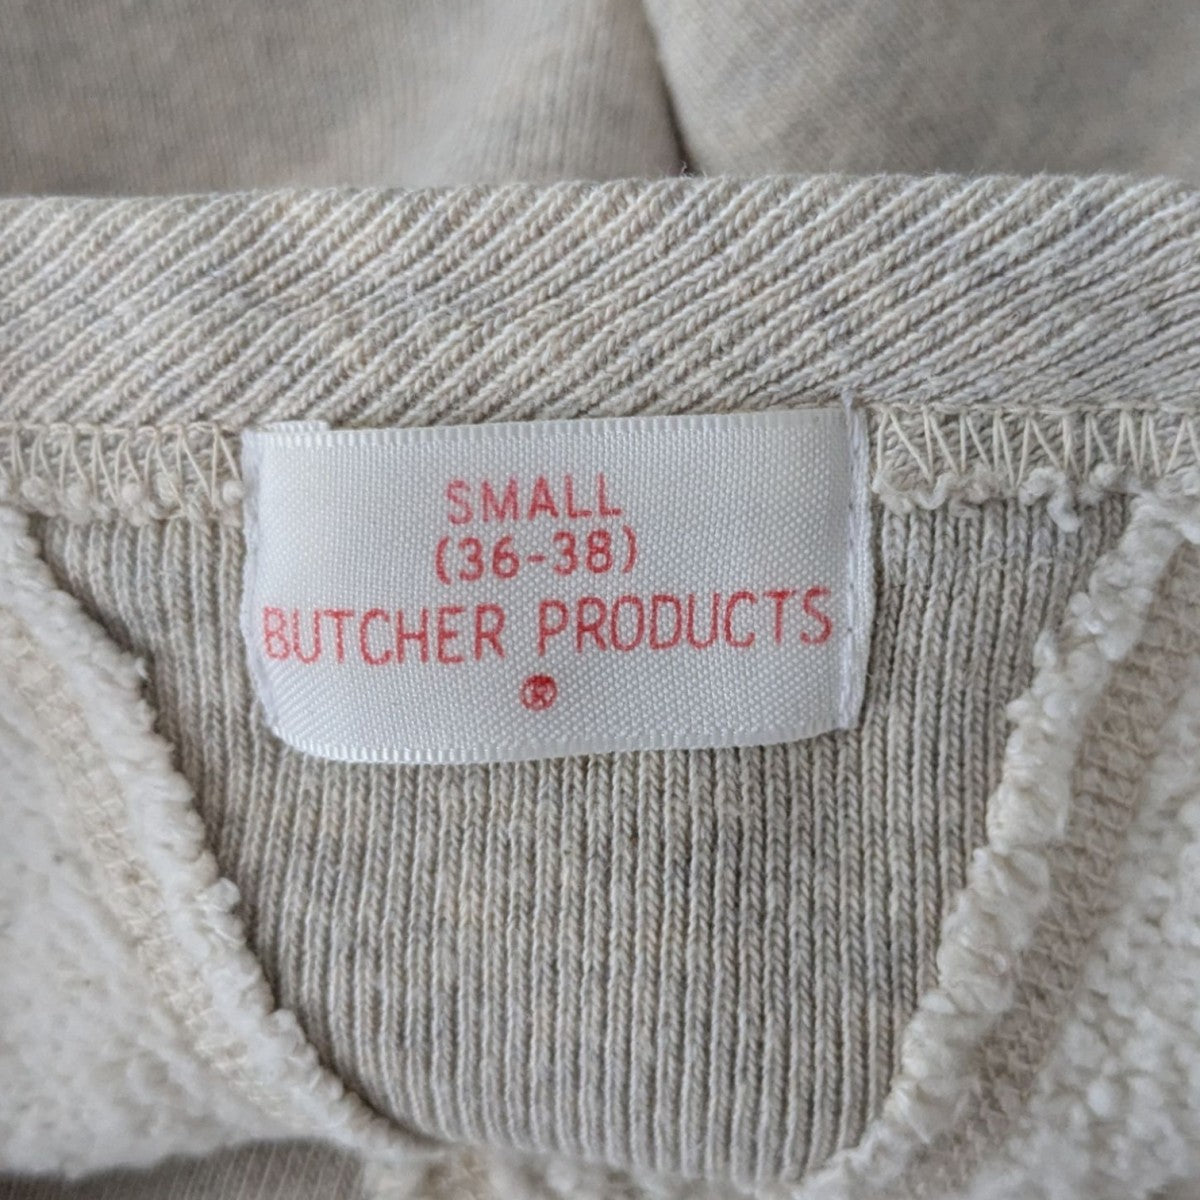 SMALL
(36-38)
BUTCHER PRODUCTS
®